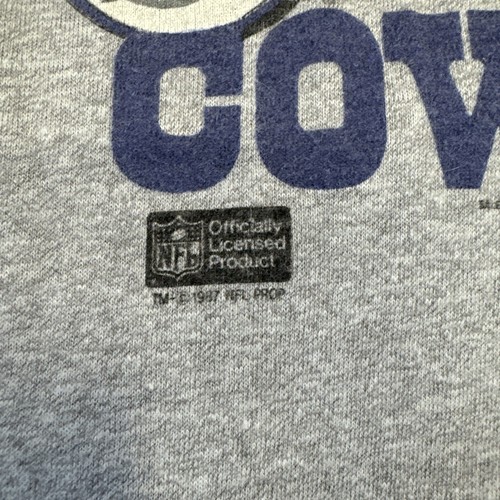 COW
NFL
Officially
Licensed
Product
TM- © 1987 NFL PROP